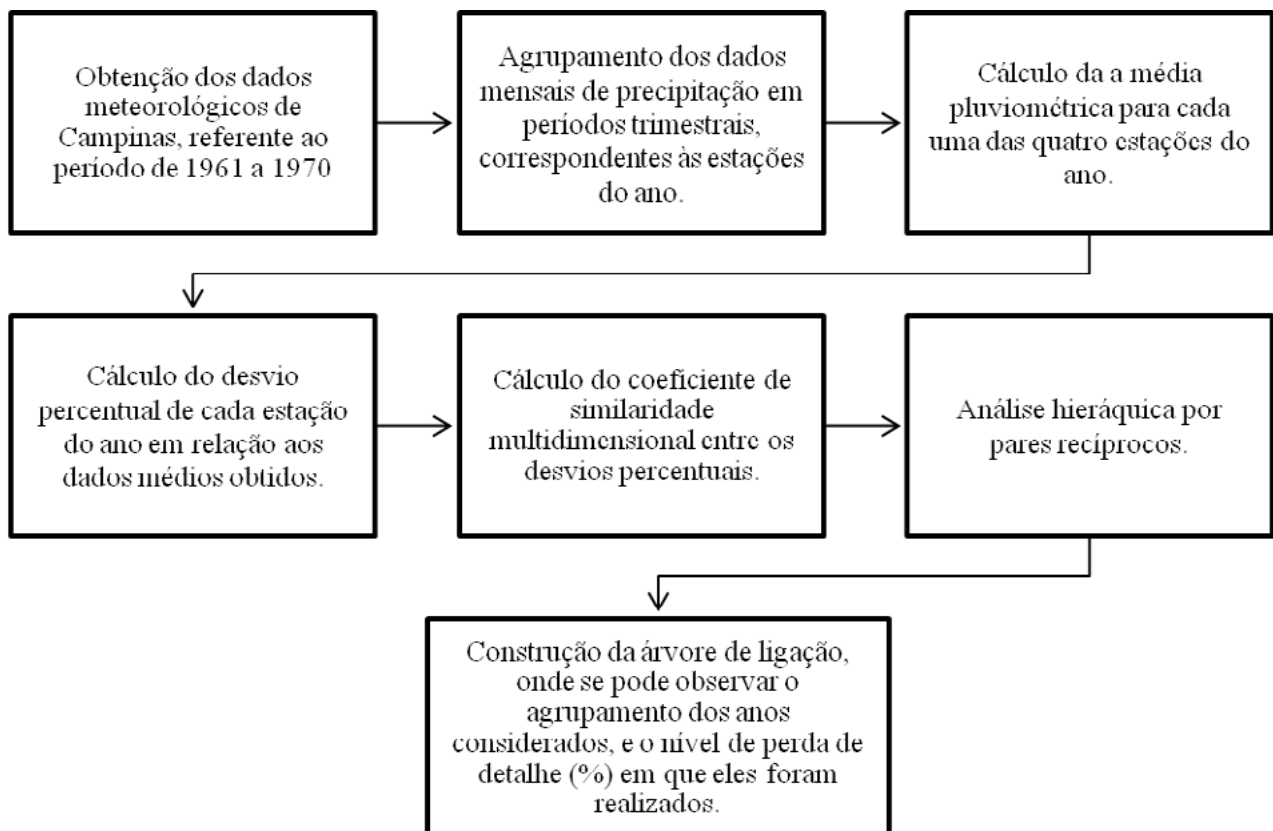 Obtenção dos dados
meteorológicos de
Campinas, referente ao
período de 1961 a 1970
Agrupamento dos dados
mensais de precipitação em
períodos trimestrais,
correspondentes às estações
do ano.
Cálculo da a média
pluviométrica para cada
uma das quatro estações do
ano.
Cálculo do desvio
percentual de cada estação
do ano em relação aos
dados médios obtidos.
Cálculo do coeficiente de
similaridade
multidimensional entre os
desvios percentuais.
Análise hieráquica por
pares recíprocos.
Construção da árvore de ligação,
onde se pode observar o
agrupamento dos anos
considerados, e o nível de perda de
detalhe (%) em que eles foram
realizados.